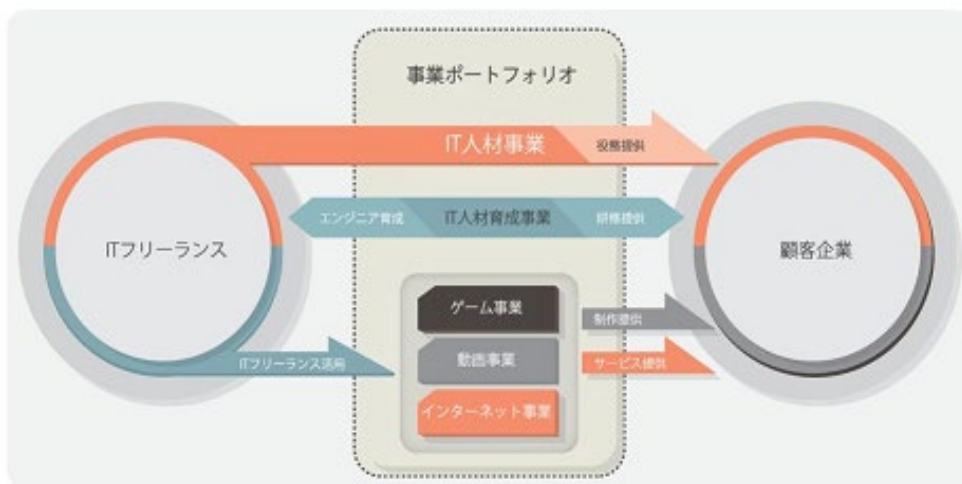 事業ポートフォリオ
IT人材事業
役務提供
エンジニア育成
IT人材育成事業
研修提供
ITフリーランス
顧客企業
ゲーム事業
制作提供
動画事業
ITフリーランス活用
サービス提供
インターネット事業